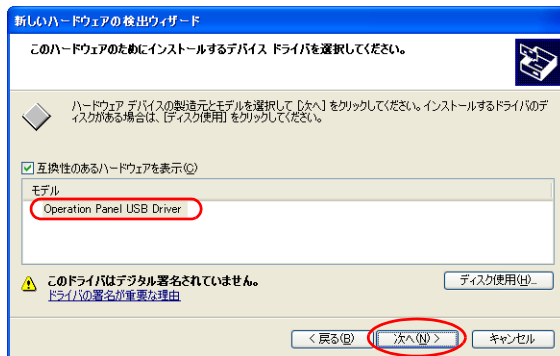 新しいハードウェアの検出ウィザード
このハードウェアのためにインストールするデバイス ドライバを選択してください。
ハードウェア デバイスの製造元とモデルを選択して [次へ] をクリックしてください。インストールするドライバのデ
ィスクがある場合は、[ディスク使用] をクリックしてください。
互換性のあるハードウェアを表示(C)
モデル
Operation Panel USB Driver
このドライバはデジタル署名されていません。
ドライバの署名が重要な理由
ディスク使用(H)...
< 戻る(B)
次へ(N) >
キャンセル